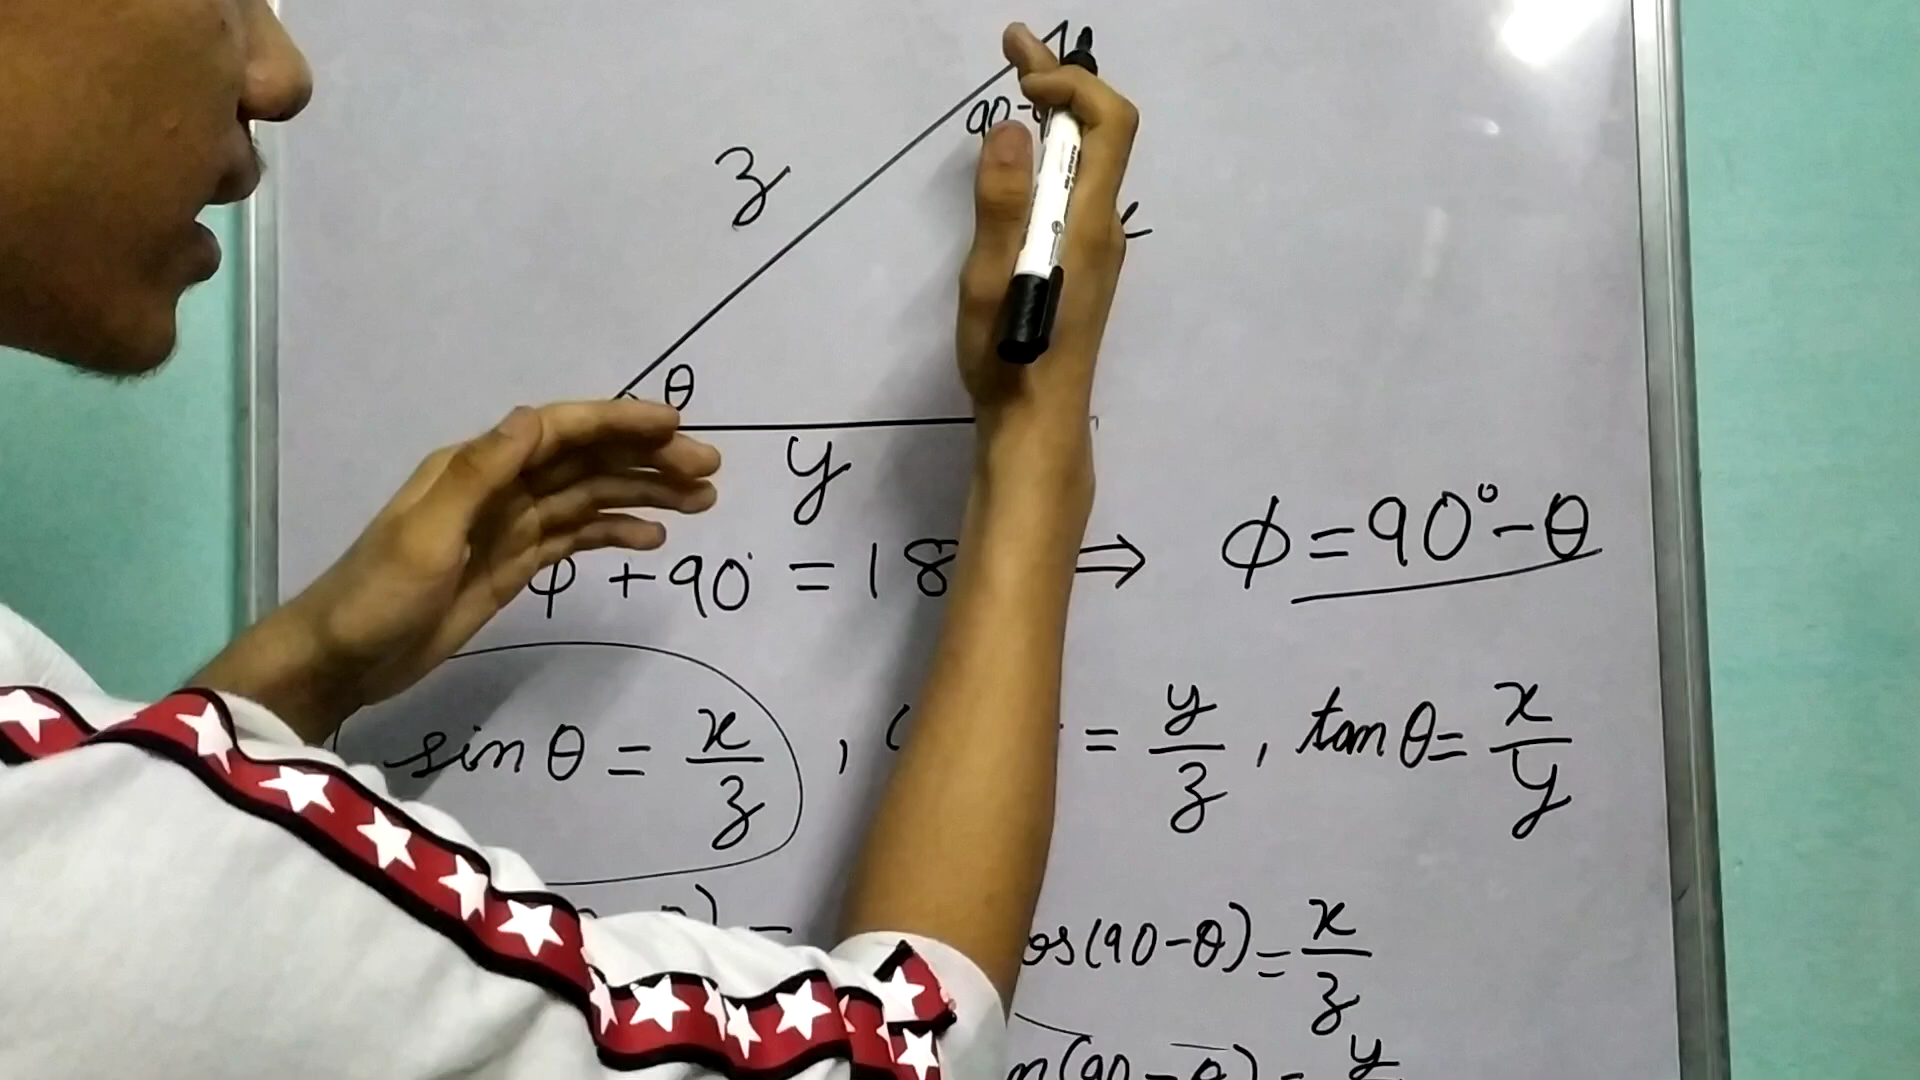 90-
z
θ
y
ϕ + 90° = 18 ⇒ ϕ = 90° - θ
sin θ = x/z , = y/z , tan θ = x/y
os(90-θ) = x/z
n(90-θ) = y